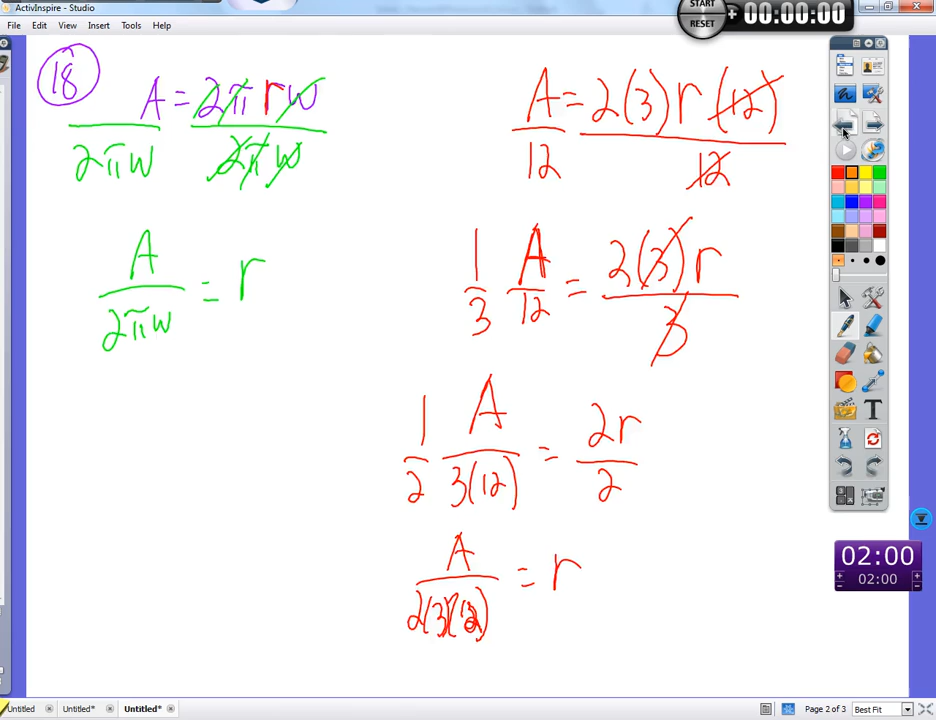 ActivInspire - Studio
START
RESET
00:00:00
File Edit View Insert Tools Help
18
A = 2πrw
2πw 2πw
A
2πw
= r
A = 2(3)r(12)
12 12
1 A = 2(3)r
3 12 3
1 A = 2r
2 3(12) 2
A = r
2(3)(12)
T
02:00
02:00
Untitled Untitled* Untitled*
Page 2 of 3 Best Fit